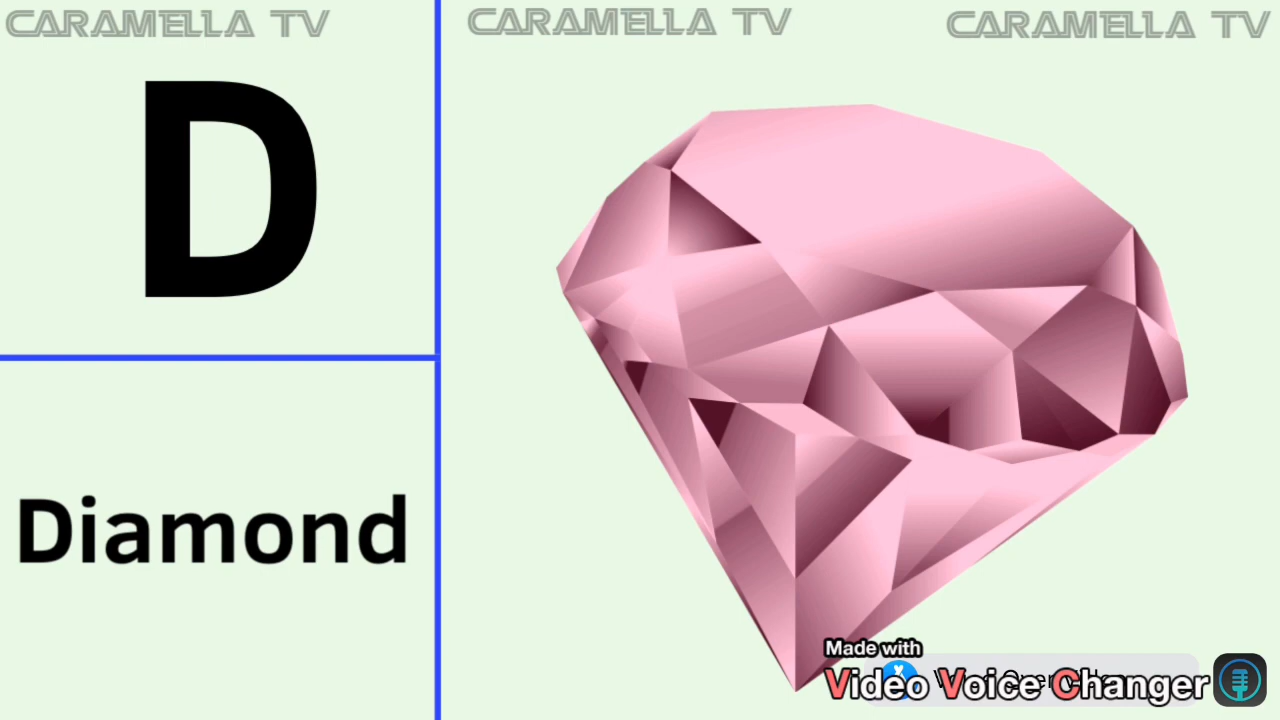 CARAMELLA TV
CARAMELLA TV
CARAMELLA TV
D
Diamond
Made with
Video Voice Changer